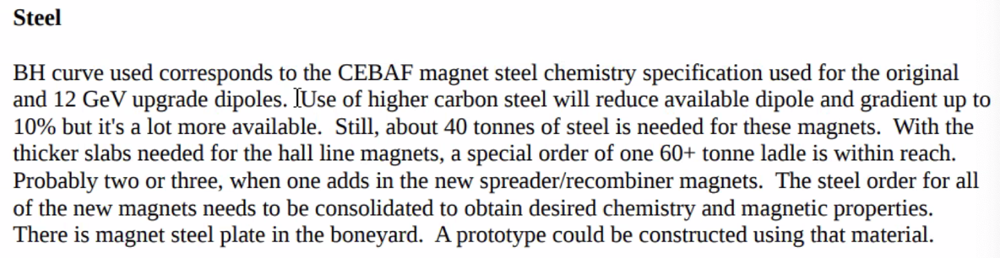 Steel
BH curve used corresponds to the CEBAF magnet steel chemistry specification used for the original
and 12 GeV upgrade dipoles.  Use of higher carbon steel will reduce available dipole and gradient up to
10% but it's a lot more available.  Still, about 40 tonnes of steel is needed for these magnets.  With the
thicker slabs needed for the hall line magnets, a special order of one 60+ tonne ladle is within reach.
Probably two or three, when one adds in the new spreader/recombiner magnets.  The steel order for all
of the new magnets needs to be consolidated to obtain desired chemistry and magnetic properties.
There is magnet steel plate in the boneyard.  A prototype could be constructed using that material.